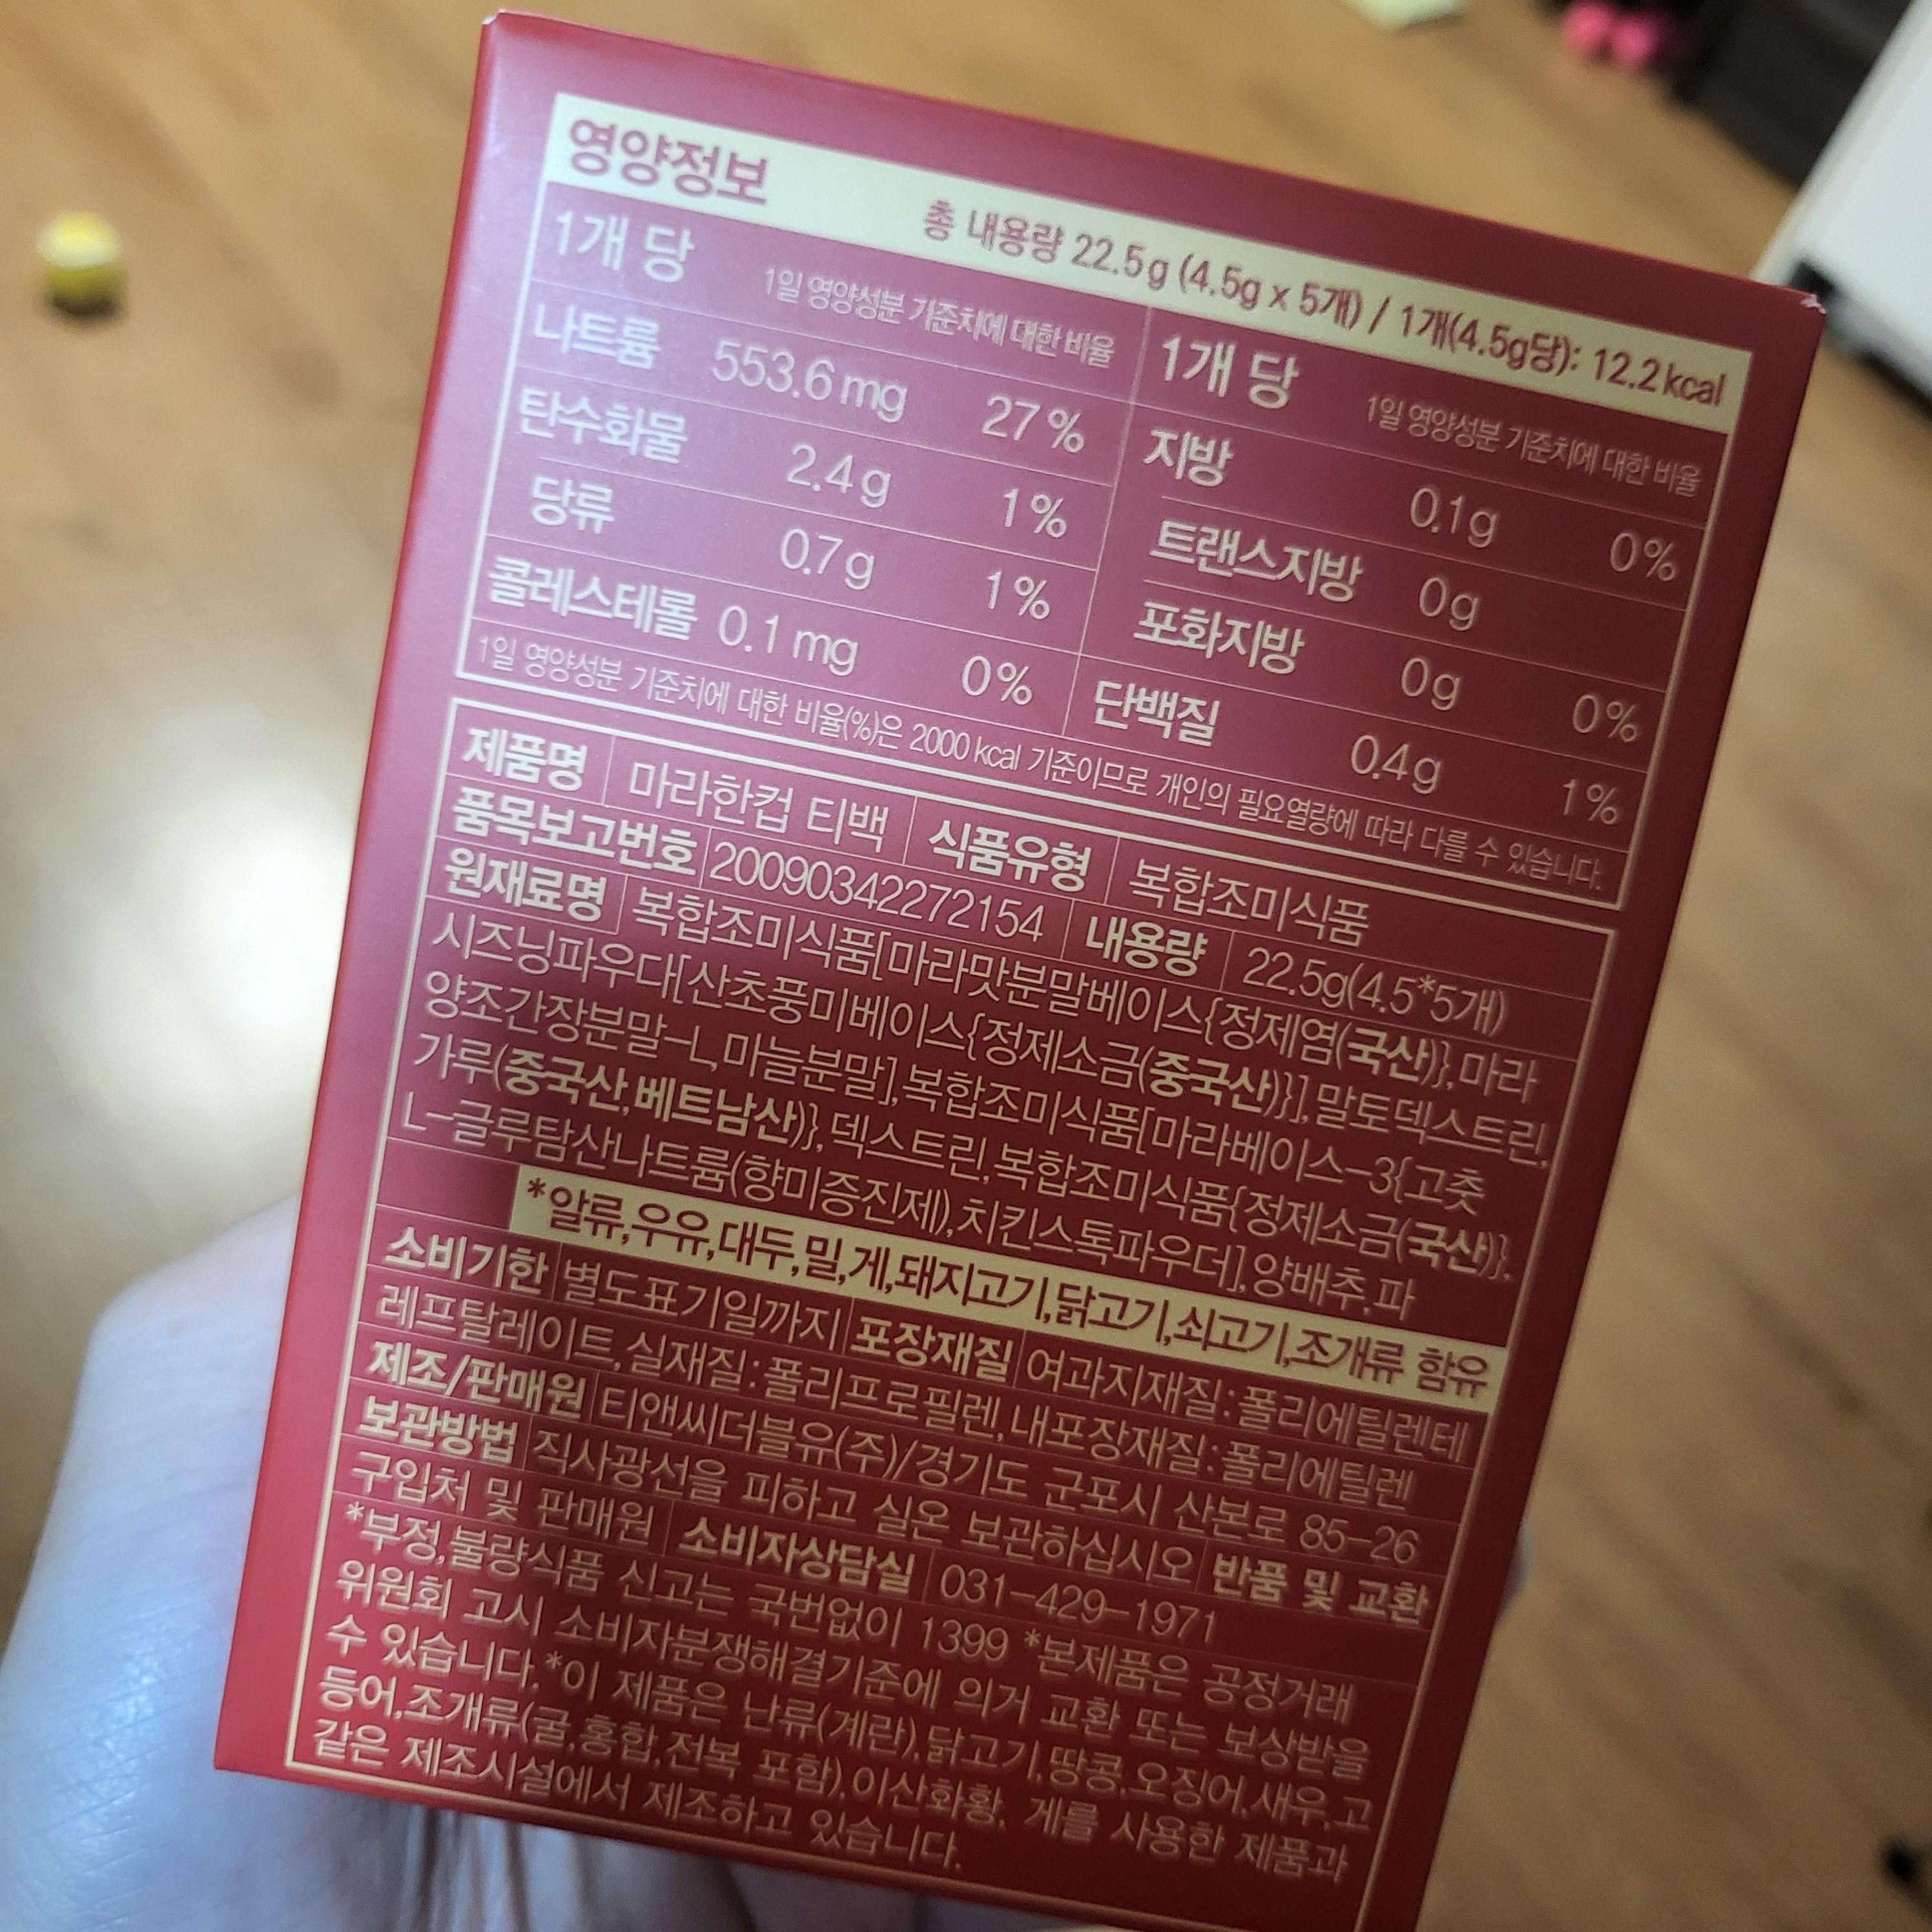 영양정보 총 내용량 22.5g (4.5g x 5개) / 1개(4.5g당): 12.2kcal
1개 당 1일 영양성분 기준치에 대한 비율
나트륨 553.6mg 27%
탄수화물 2.4g 1%
당류 0.7g 1%
콜레스테롤 0.1mg 0%
1개 당 1일 영양성분 기준치에 대한 비율
지방 0.1g 0%
트랜스지방 0g
포화지방 0g 0%
단백질 0.4g 1%
1일 영양성분 기준치에 대한 비율(%)은 2000kcal 기준이므로 개인의 필요열량에 따라 다를 수 있습니다.
제품명 마라한컵 티백 식품유형 복합조미식품
품목보고번호 20090342272154 내용량 22.5g(4.5*5개)
원재료명 복합조미식품[마라맛분말베이스{정제염(국산)},마라
시즈닝파우다[산초풍미베이스{정제소금(중국산)}],말토덱스트린,
양조간장분말-L,마늘분말],복합조미식품[마라베이스-3{고춧
가루(중국산,베트남산)},덱스트린,복합조미식품{정제소금(국산)},
L-글루탐산나트륨(향미증진제),치킨스톡파우더],양배추,파
*알류,우유,대두,밀,게,돼지고기,닭고기,쇠고기,조개류 함유
소비기한 별도표기일까지 포장재질 여과지재질:폴리에틸렌테
레프탈레이트,실재질:폴리프로필렌,내포장재질:폴리에틸렌
제조/판매원 티앤씨더블유(주)/경기도 군포시 산본로 85-26
보관방법 직사광선을 피하고 실온 보관하십시오 반품 및 교환
구입처 및 판매원 소비자상담실 031-429-1971
*부정,불량식품 신고는 국번없이 1399 *본제품은 공정거래
위원회 고시 소비자분쟁해결기준에 의거 교환 또는 보상받을
수 있습니다.*이 제품은 난류(계란),닭고기,땅콩,오징어,새우,고
등어,조개류(굴,홍합,전복 포함),이산화황, 게를 사용한 제품과
같은 제조시설에서 제조하고 있습니다.